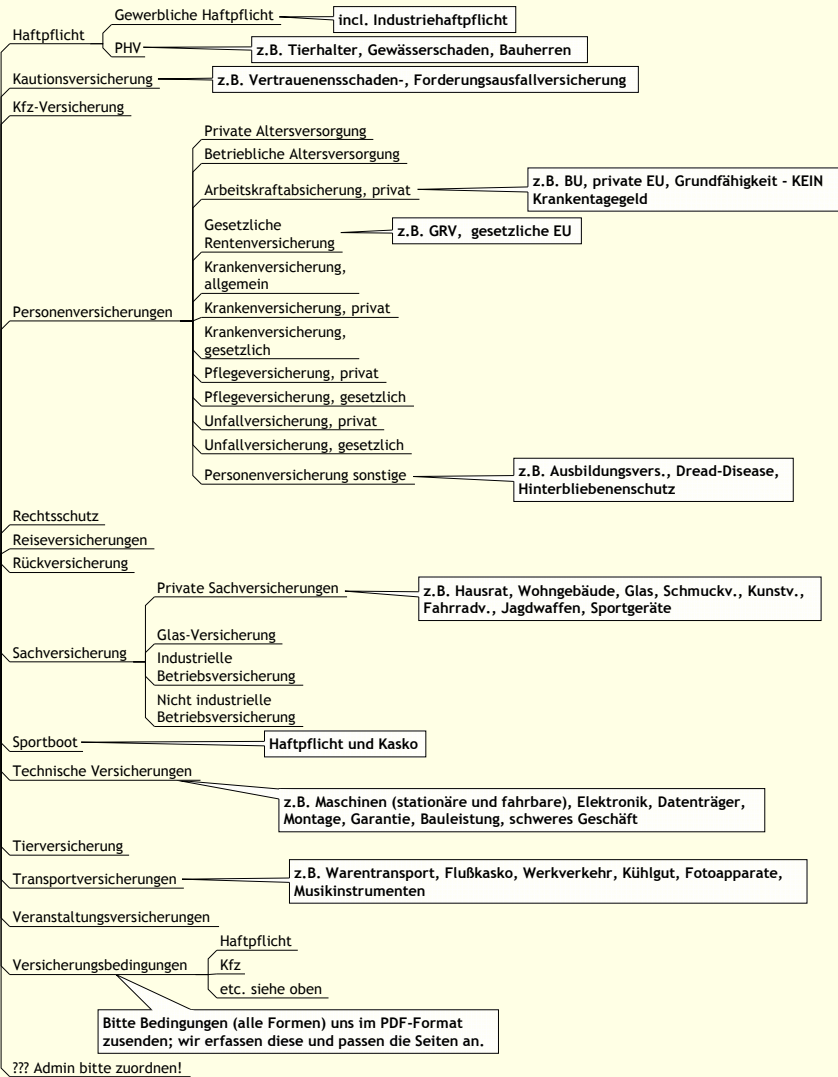 Gewerbliche Haftpflicht
incl. Industriehaftpflicht
Haftpflicht
PHV
z.B. Tierhalter, Gewässerschaden, Bauherren
Kautionsversicherung
z.B. Vertrauenensschaden-, Forderungsausfallversicherung
Kfz-Versicherung
Private Altersversorgung
Betriebliche Altersversorgung
Arbeitskraftabsicherung, privat
z.B. BU, private EU, Grundfähigkeit - KEIN
Krankentagegeld
Gesetzliche
Rentenversicherung
z.B. GRV, gesetzliche EU
Krankenversicherung,
allgemein
Personenversicherungen
Krankenversicherung, privat
Krankenversicherung,
gesetzlich
Pflegeversicherung, privat
Pflegeversicherung, gesetzlich
Unfallversicherung, privat
Unfallversicherung, gesetzlich
Personenversicherung sonstige
z.B. Ausbildungsvers., Dread-Disease,
Hinterbliebenenschutz
Rechtsschutz
Reiseversicherungen
Rückversicherung
Private Sachversicherungen
z.B. Hausrat, Wohngebäude, Glas, Schmuckv., Kunstv.,
Fahrradv., Jagdwaffen, Sportgeräte
Glas-Versicherung
Sachversicherung
Industrielle
Betriebsversicherung
Nicht industrielle
Betriebsversicherung
Sportboot
Haftpflicht und Kasko
Technische Versicherungen
z.B. Maschinen (stationäre und fahrbare), Elektronik, Datenträger,
Montage, Garantie, Bauleistung, schweres Geschäft
Tierversicherung
Transportversicherungen
z.B. Warentransport, Flußkasko, Werkverkehr, Kühlgut, Fotoapparate,
Musikinstrumenten
Veranstaltungsversicherungen
Haftpflicht
Versicherungsbedingungen
Kfz
etc. siehe oben
Bitte Bedingungen (alle Formen) uns im PDF-Format
zusenden; wir erfassen diese und passen die Seiten an.
??? Admin bitte zuordnen!